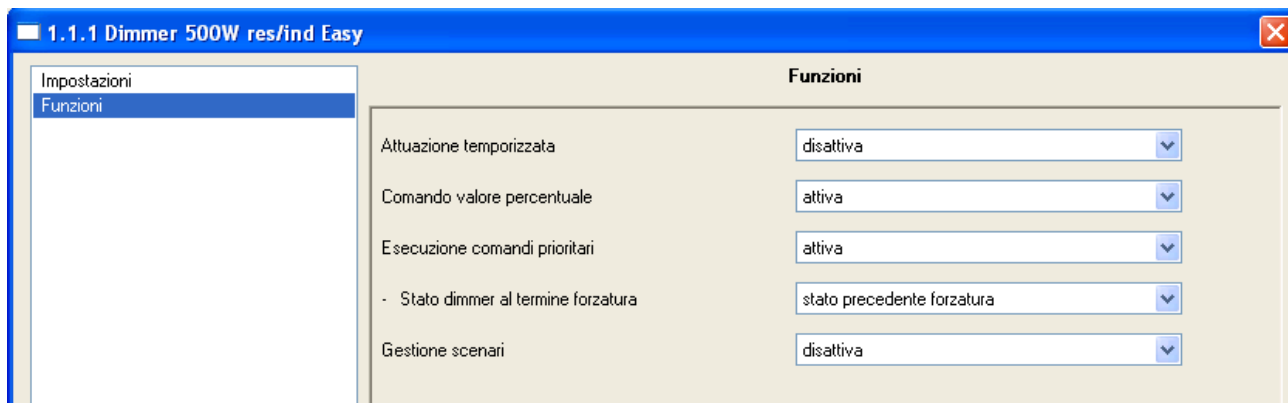 1.1.1 Dimmer 500W res/ind Easy
Impostazioni
Funzioni
Funzioni
Attuazione temporizzata disattiva
Comando valore percentuale attiva
Esecuzione comandi prioritari attiva
- Stato dimmer al termine forzatura stato precedente forzatura
Gestione scenari disattiva